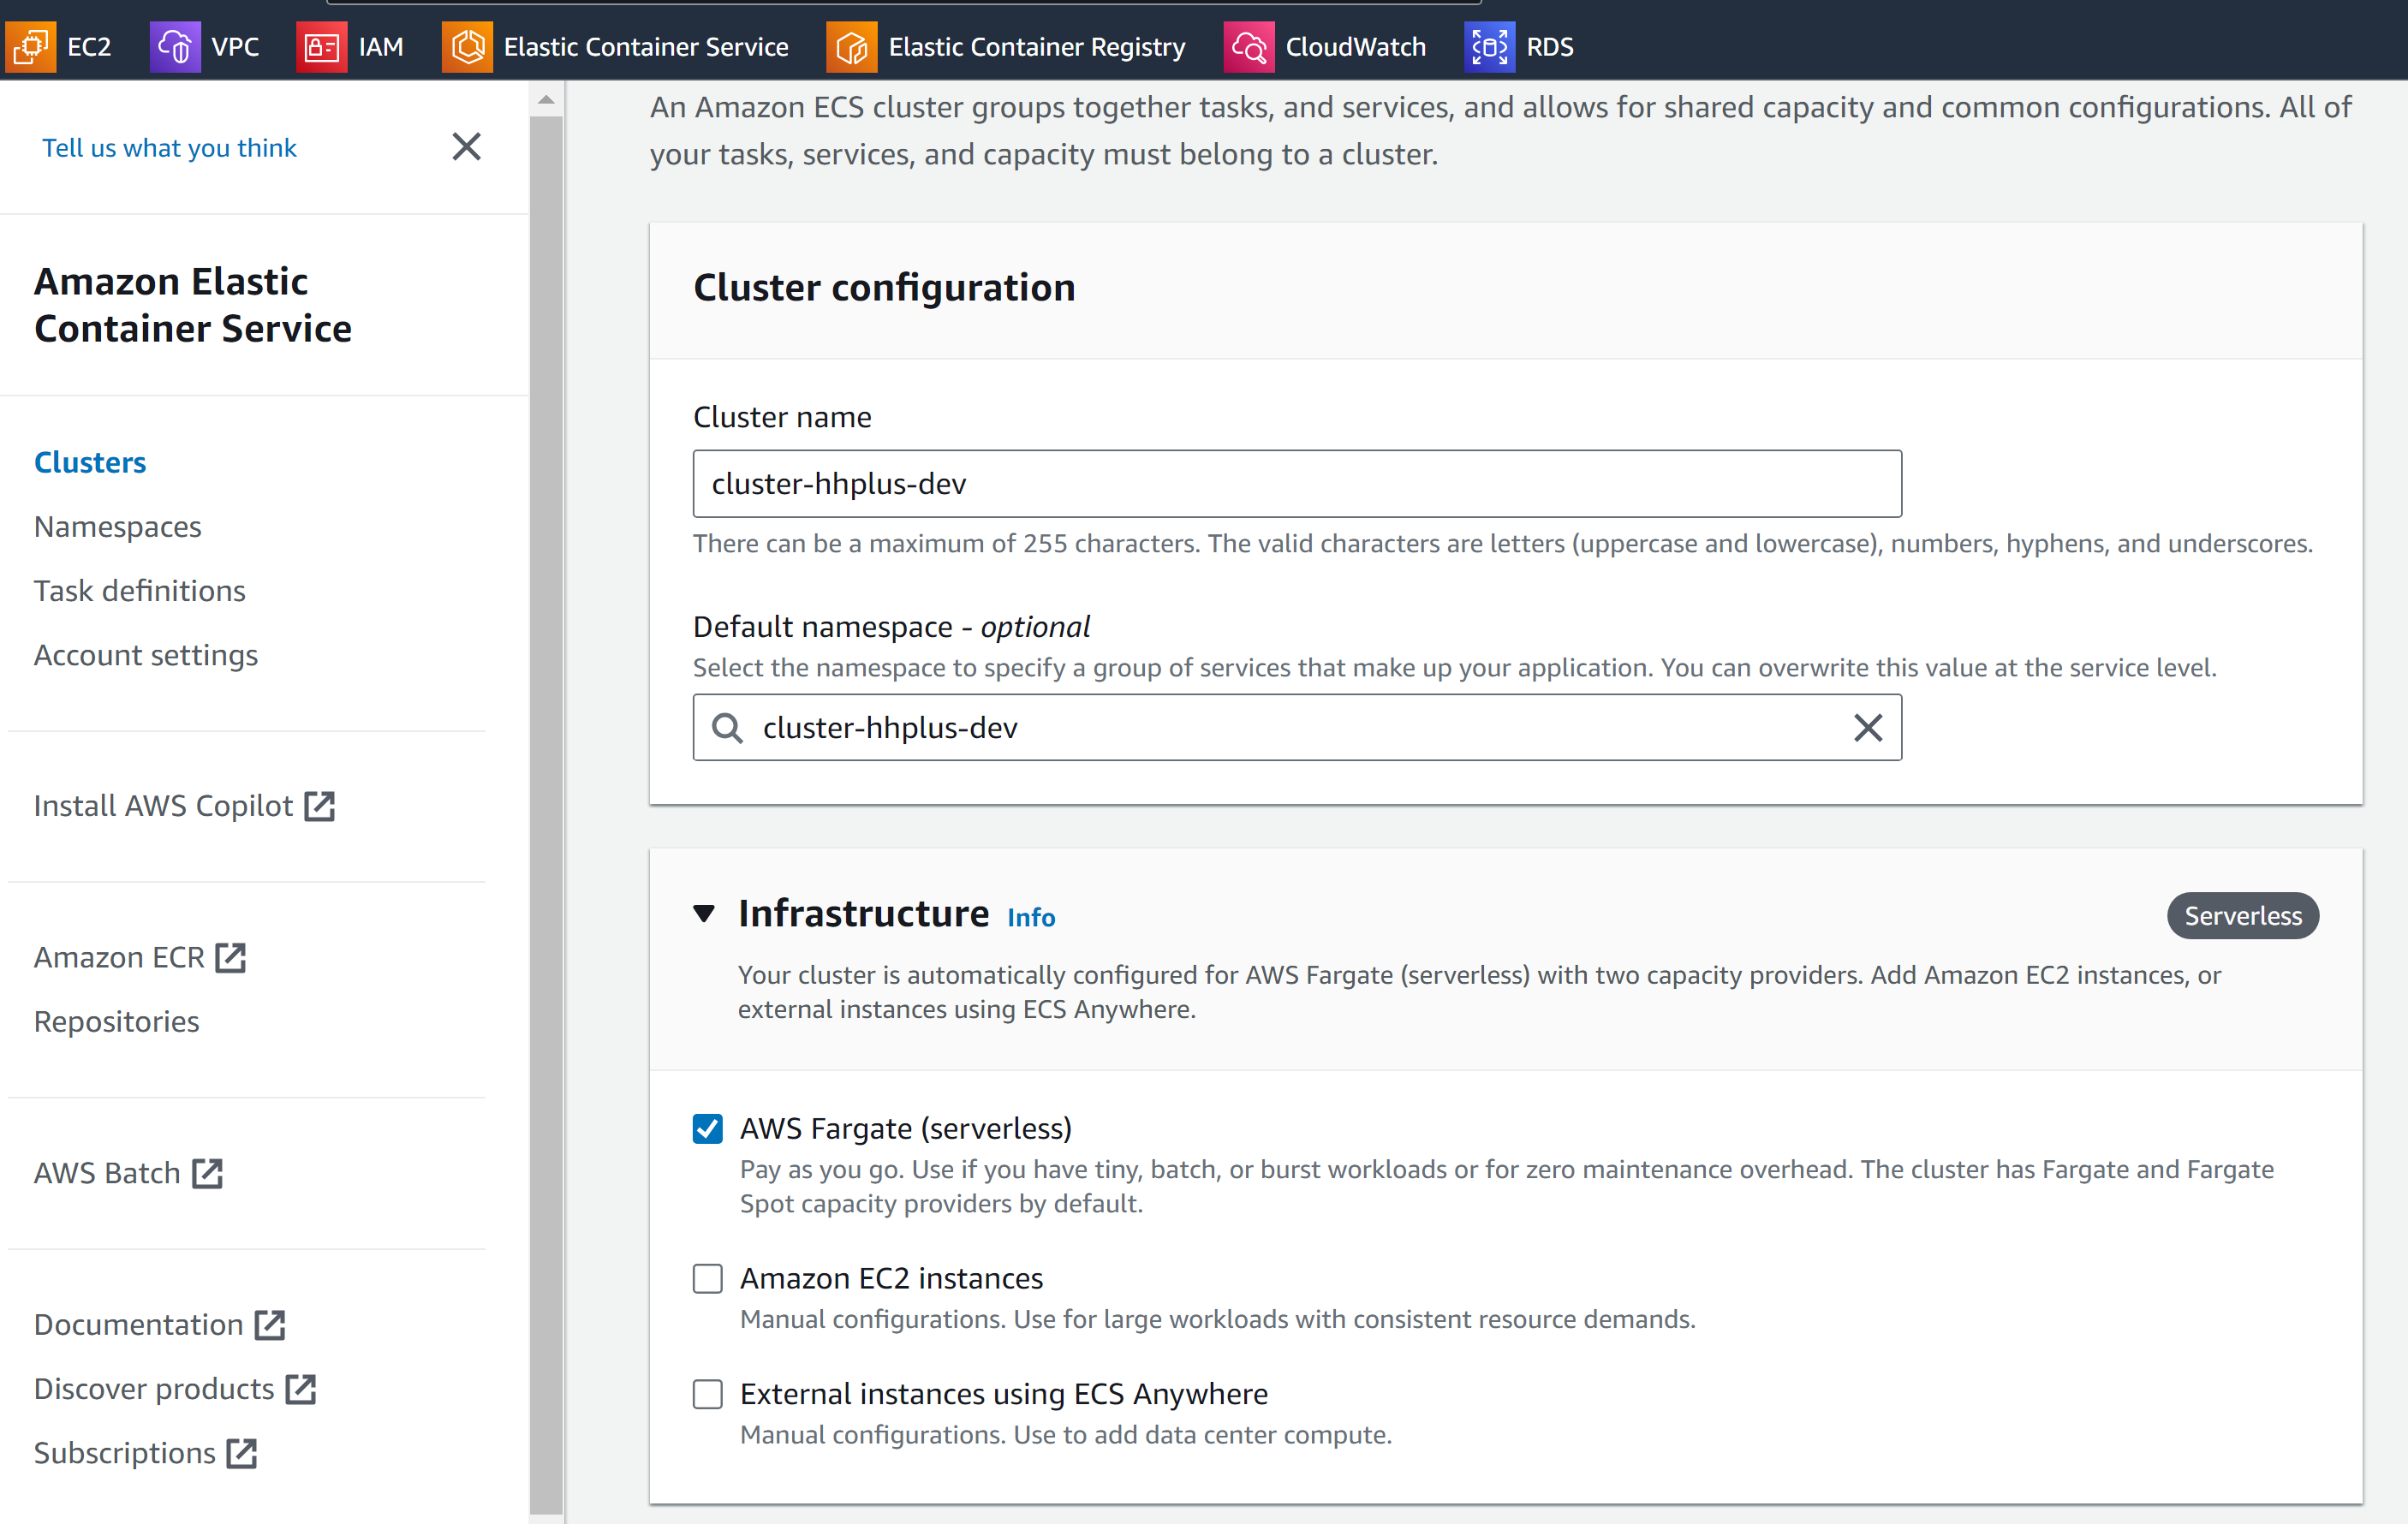 EC2 VPC IAM Elastic Container Service Elastic Container Registry CloudWatch RDS
Tell us what you think
Amazon Elastic
Container Service
Clusters
Namespaces
Task definitions
Account settings
Install AWS Copilot
Amazon ECR
Repositories
AWS Batch
Documentation
Discover products
Subscriptions
An Amazon ECS cluster groups together tasks, and services, and allows for shared capacity and common configurations. All of
your tasks, services, and capacity must belong to a cluster.
Cluster configuration
Cluster name
cluster-hhplus-dev
There can be a maximum of 255 characters. The valid characters are letters (uppercase and lowercase), numbers, hyphens, and underscores.
Default namespace - optional
Select the namespace to specify a group of services that make up your application. You can overwrite this value at the service level.
cluster-hhplus-dev
Infrastructure Info
Serverless
Your cluster is automatically configured for AWS Fargate (serverless) with two capacity providers. Add Amazon EC2 instances, or
external instances using ECS Anywhere.
AWS Fargate (serverless)
Pay as you go. Use if you have tiny, batch, or burst workloads or for zero maintenance overhead. The cluster has Fargate and Fargate
Spot capacity providers by default.
Amazon EC2 instances
Manual configurations. Use for large workloads with consistent resource demands.
External instances using ECS Anywhere
Manual configurations. Use to add data center compute.